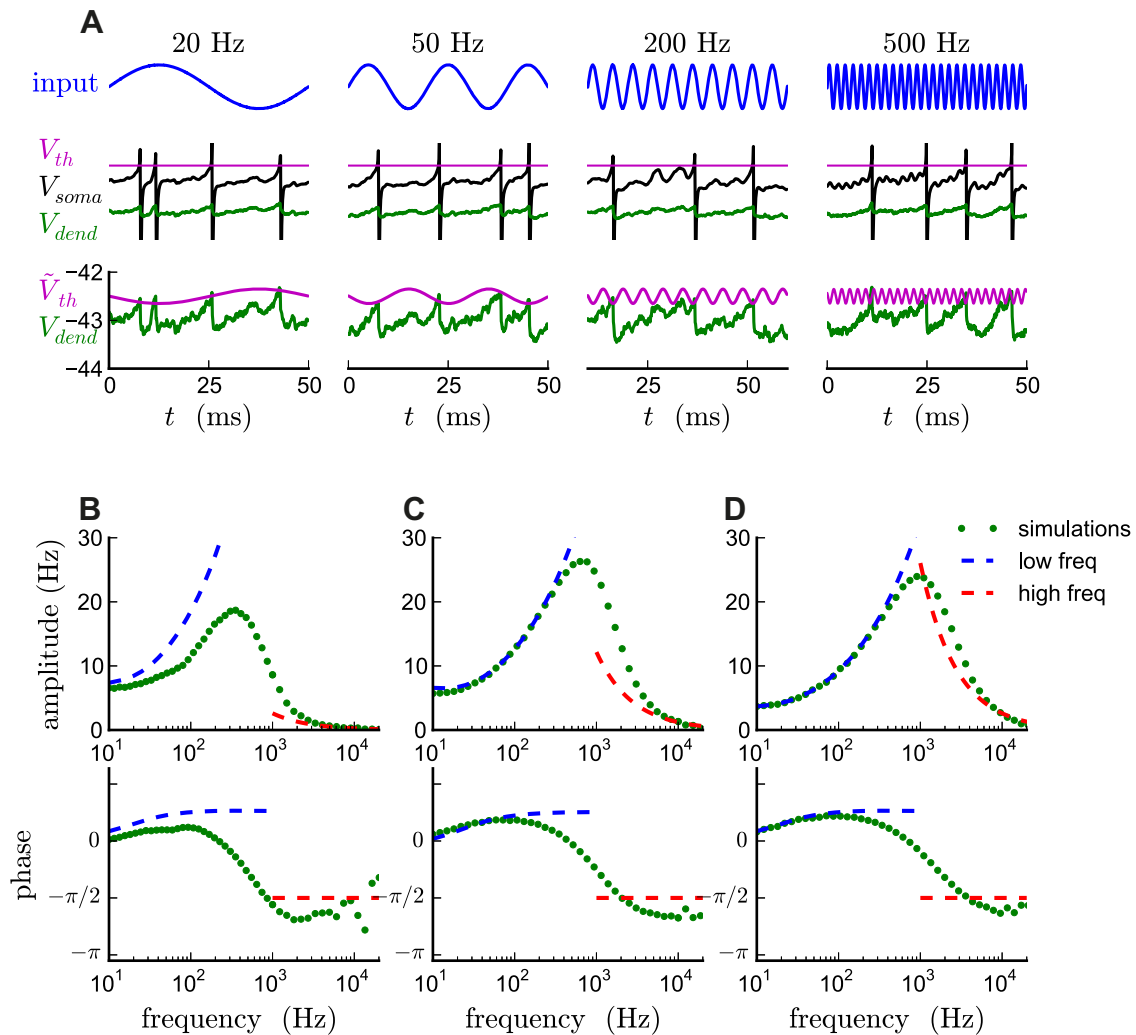 A
20 Hz 50 Hz 200 Hz 500 Hz
input
V_th
V_soma
V_dend
−42
Ṽ_th
−43
V_dend
−44
0 25 50 0 25 50 0 25 50 0 25 50
t (ms) t (ms) t (ms) t (ms)
B C D
30 30 30
simulations
low freq
high freq
20 20 20
amplitude (Hz)
10 10 10
0 0 0
10^1 10^2 10^3 10^4 10^1 10^2 10^3 10^4 10^1 10^2 10^3 10^4
phase
0 0 0
−π/2 −π/2 −π/2
−π −π −π
10^1 10^2 10^3 10^4 10^1 10^2 10^3 10^4 10^1 10^2 10^3 10^4
frequency (Hz) frequency (Hz) frequency (Hz)